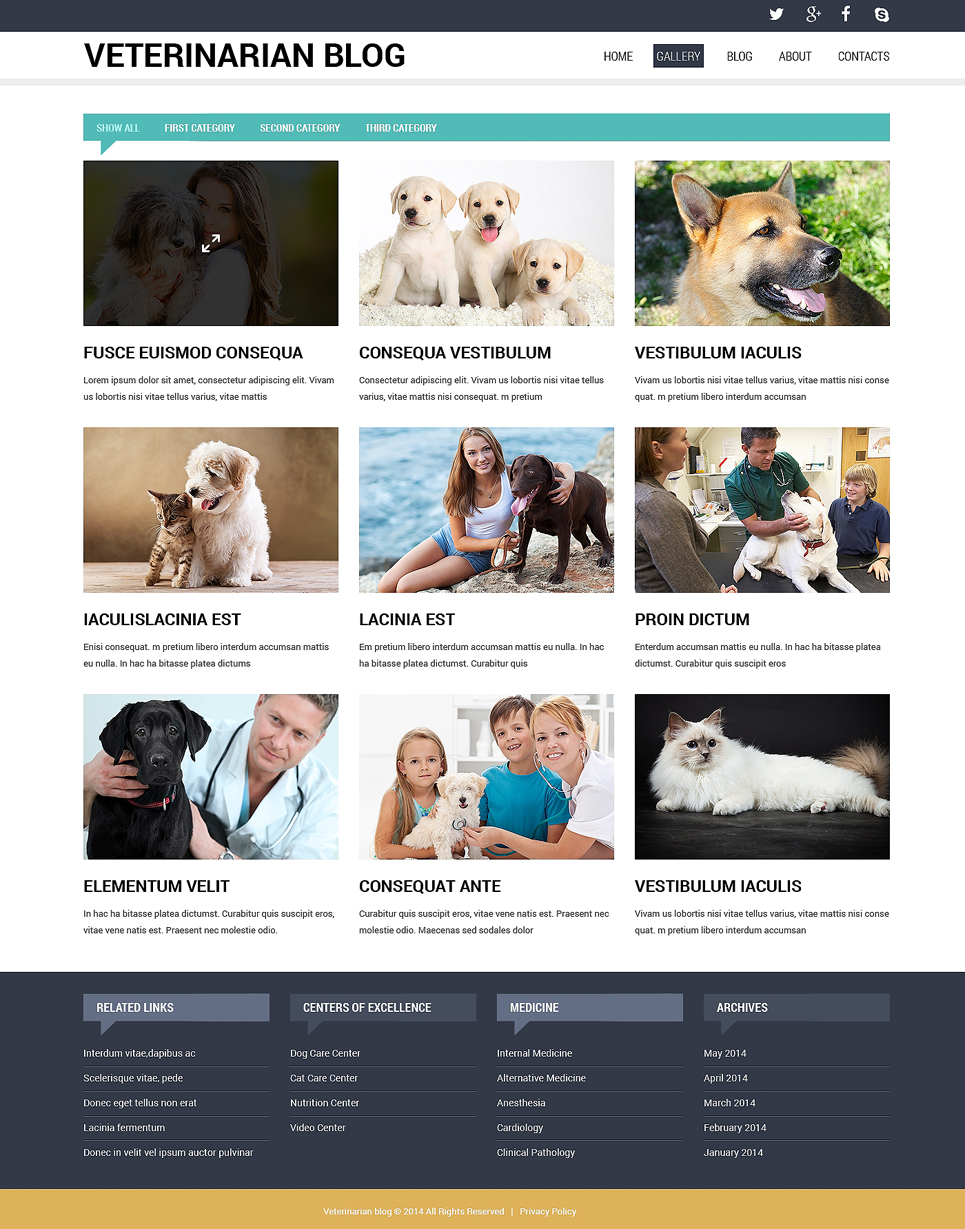 VETERINARIAN BLOG
HOME GALLERY BLOG ABOUT CONTACTS
SHOW ALL FIRST CATEGORY SECOND CATEGORY THIRD CATEGORY
FUSCE EUISMOD CONSEQUA
Lorem ipsum dolor sit amet, consectetur adipiscing elit. Vivam
us lobortis nisi vitae tellus varius, vitae mattis
CONSEQUA VESTIBULUM
Consectetur adipiscing elit. Vivam us lobortis nisi vitae tellus
varius, vitae mattis nisi consequat. m pretium
VESTIBULUM IACULIS
Vivam us lobortis nisi vitae tellus varius, vitae mattis nisi conse
quat. m pretium libero interdum accumsan
IACULISLACINIA EST
Enisi consequat. m pretium libero interdum accumsan mattis
eu nulla. In hac ha bitasse platea dictums
LACINIA EST
Em pretium libero interdum accumsan mattis eu nulla. In hac
ha bitasse platea dictumst. Curabitur quis
PROIN DICTUM
Enterdum accumsan mattis eu nulla. In hac ha bitasse platea
dictumst. Curabitur quis suscipit eros
ELEMENTUM VELIT
In hac ha bitasse platea dictumst. Curabitur quis suscipit eros,
vitae vene natis est. Praesent nec molestie odio.
CONSEQUAT ANTE
Curabitur quis suscipit eros, vitae vene natis est. Praesent nec
molestie odio. Maecenas sed sodales dolor
VESTIBULUM IACULIS
Vivam us lobortis nisi vitae tellus varius, vitae mattis nisi conse
quat. m pretium libero interdum accumsan
RELATED LINKS
Interdum vitae,dapibus ac
Scelerisque vitae, pede
Donec eget tellus non erat
Lacinia fermentum
Donec in velit vel ipsum auctor pulvinar
CENTERS OF EXCELLENCE
Dog Care Center
Cat Care Center
Nutrition Center
Video Center
MEDICINE
Internal Medicine
Alternative Medicine
Anesthesia
Cardiology
Clinical Pathology
ARCHIVES
May 2014
April 2014
March 2014
February 2014
January 2014
Veterinarian blog © 2014 All Rights Reserved | Privacy Policy